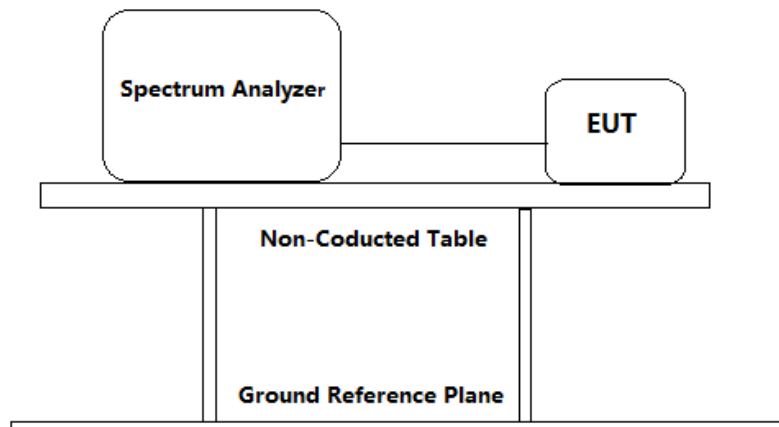 Spectrum Analyzer
EUT
Non-Coducted Table
Ground Reference Plane